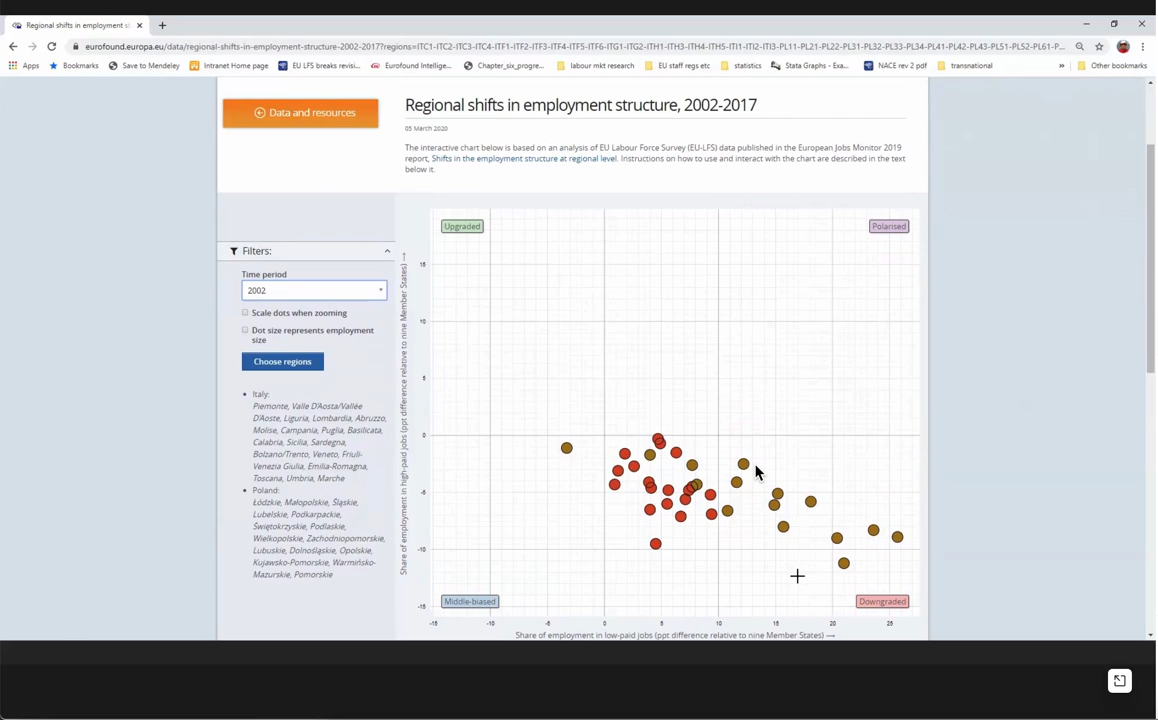 Regional shifts in employment st
eurofound.europa.eu/data/regional-shifts-in-employment-structure-2002-2017?regions=ITC1-ITC2-ITC3-ITC4-ITF1-ITF2-ITF3-ITF4-ITF5-ITF6-ITG1-ITG2-ITH1-ITH3-ITH4-ITH5-ITI1-ITI2-ITI3-PL11-PL21-PL22-PL31-PL32-PL33-PL34-PL41-PL42-PL43-PL51-PL52-PL61-P...
Apps Bookmarks Save to Mendeley Intranet Home page EU LFS breaks revisi... Eurofound Intellige... Chapter_six_progre... labour mkt research EU staff regs etc statistics Stata Graphs - Exa... NACE rev 2 pdf transnational » Other bookmarks
Data and resources
Regional shifts in employment structure, 2002-2017
05 March 2020
The interactive chart below is based on an analysis of EU Labour Force Survey (EU-LFS) data published in the European Jobs Monitor 2019
report, Shifts in the employment structure at regional level. Instructions on how to use and interact with the chart are described in the text
below it.
Filters:
Time period
2002
Scale dots when zooming
Dot size represents employment
size
Choose regions
Italy:
Piemonte, Valle D'Aosta/Vallée
D'Aoste, Liguria, Lombardia, Abruzzo,
Molise, Campania, Puglia, Basilicata,
Calabria, Sicilia, Sardegna,
Bolzano/Trento, Veneto, Friuli-
Venezia Giulia, Emilia-Romagna,
Toscana, Umbria, Marche
Poland:
Łódzkie, Małopolskie, Śląskie,
Lubelskie, Podkarpackie,
Świętokrzyskie, Podlaskie,
Wielkopolskie, Zachodniopomorskie,
Lubuskie, Dolnośląskie, Opolskie,
Kujawsko-Pomorskie, Warmińsko-
Mazurskie, Pomorskie
Upgraded
Polarised
Share of employment in high-paid jobs (ppt difference relative to nine Member States) →
15
10
5
0
-5
-10
-15
Middle-biased
Downgraded
-15 -10 -5 0 5 10 15 20 25
Share of employment in low-paid jobs (ppt difference relative to nine Member States) →